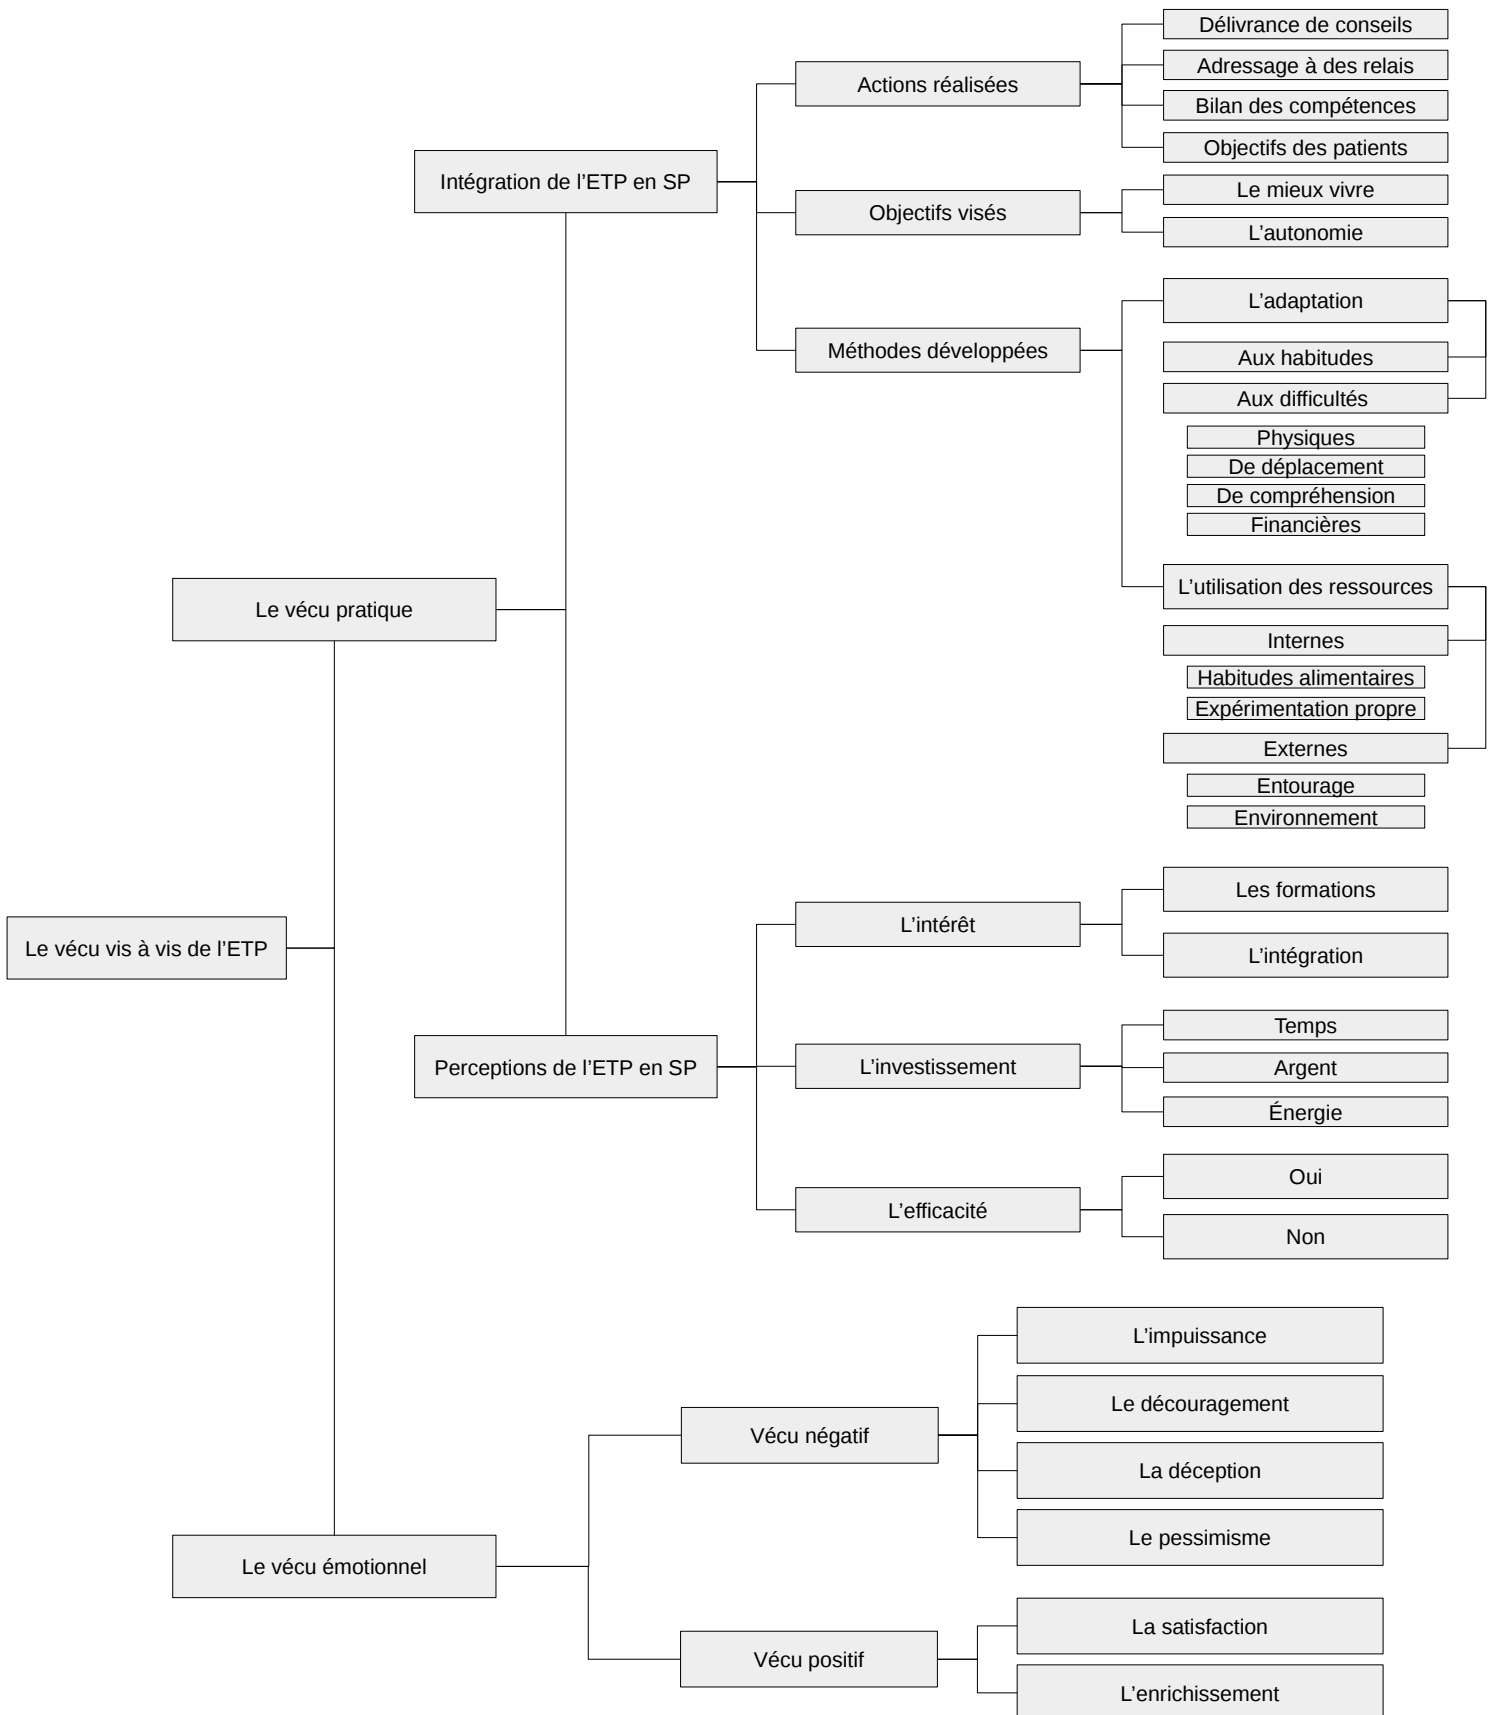 Le vécu vis à vis de l’ETP
Le vécu pratique
Intégration de l’ETP en SP
Actions réalisées
Délivrance de conseils
Adressage à des relais
Bilan des compétences
Objectifs des patients
Objectifs visés
Le mieux vivre
L’autonomie
Méthodes développées
L’adaptation
Aux habitudes
Aux difficultés
Physiques
De déplacement
De compréhension
Financières
L’utilisation des ressources
Internes
Habitudes alimentaires
Expérimentation propre
Externes
Entourage
Environnement
Perceptions de l’ETP en SP
L’intérêt
Les formations
L’intégration
L’investissement
Temps
Argent
Énergie
L’efficacité
Oui
Non
Le vécu émotionnel
Vécu négatif
L’impuissance
Le découragement
La déception
Le pessimisme
Vécu positif
La satisfaction
L’enrichissement